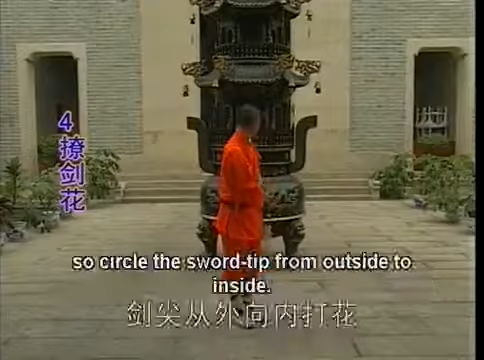 4撩剑花
so circle the sword-tip from outside to
inside.
剑尖从外向内打花